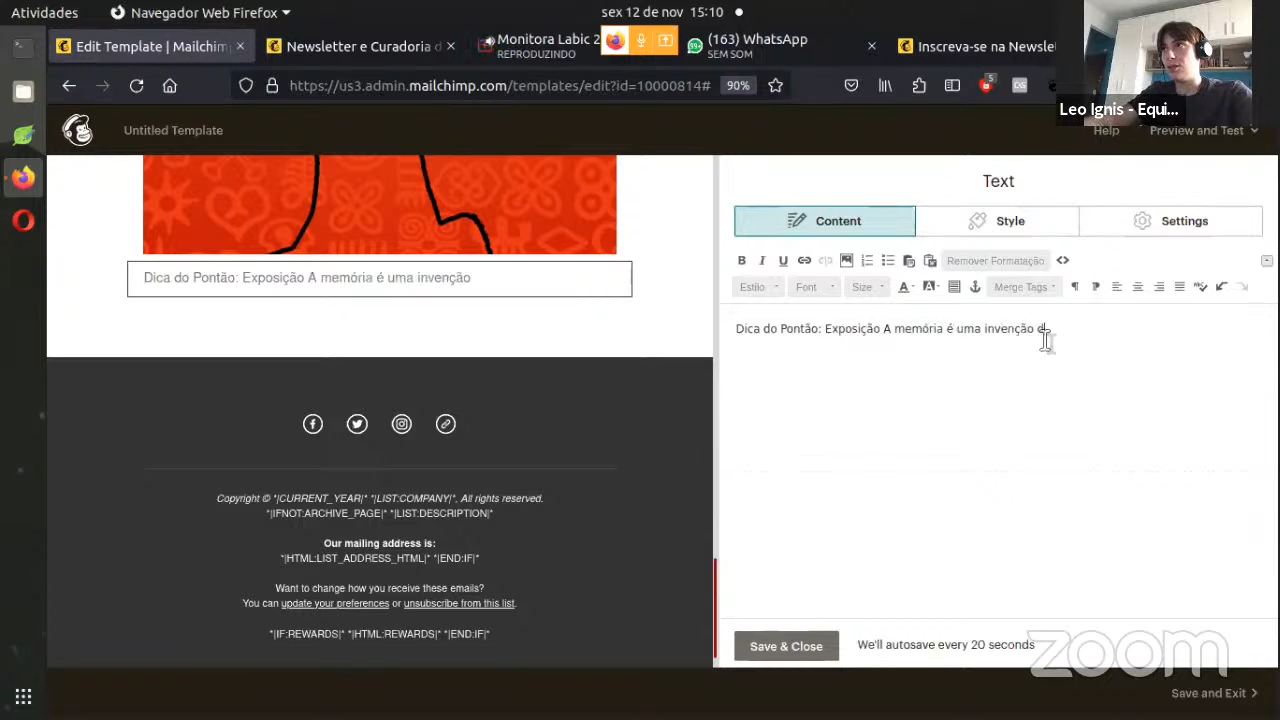 Atividades
Navegador Web Firefox
sex 12 de nov 15:10
Edit Template | Mailchim
Newsletter e Curadoria d
Monitora Labic 2
REPRODUZINDO
(163) WhatsApp
SEM SOM
Inscreva-se na Newsle
https://us3.admin.mailchimp.com/templates/edit?id=10000814#
90%
5
Leo Ignis - Equi...
Untitled Template
Help
Preview and Test
Text
Content
Style
Settings
B I U
Remover Formatação
Estilo
Font
Size
A
A
Merge Tags
Dica do Pontão: Exposição A memória é uma invenção
Dica do Pontão: Exposição A memória é uma invenção d
Copyright © *|CURRENT_YEAR|* *|LIST:COMPANY|*, All rights reserved.
*|IFNOT:ARCHIVE_PAGE|* *|LIST:DESCRIPTION|*
Our mailing address is:
*|HTML:LIST_ADDRESS_HTML|* *|END:IF|*
Want to change how you receive these emails?
You can update your preferences or unsubscribe from this list.
*|IF:REWARDS|* *|HTML:REWARDS|* *|END:IF|*
Save & Close
We'll autosave every 20 seconds
zoom
Save and Exit